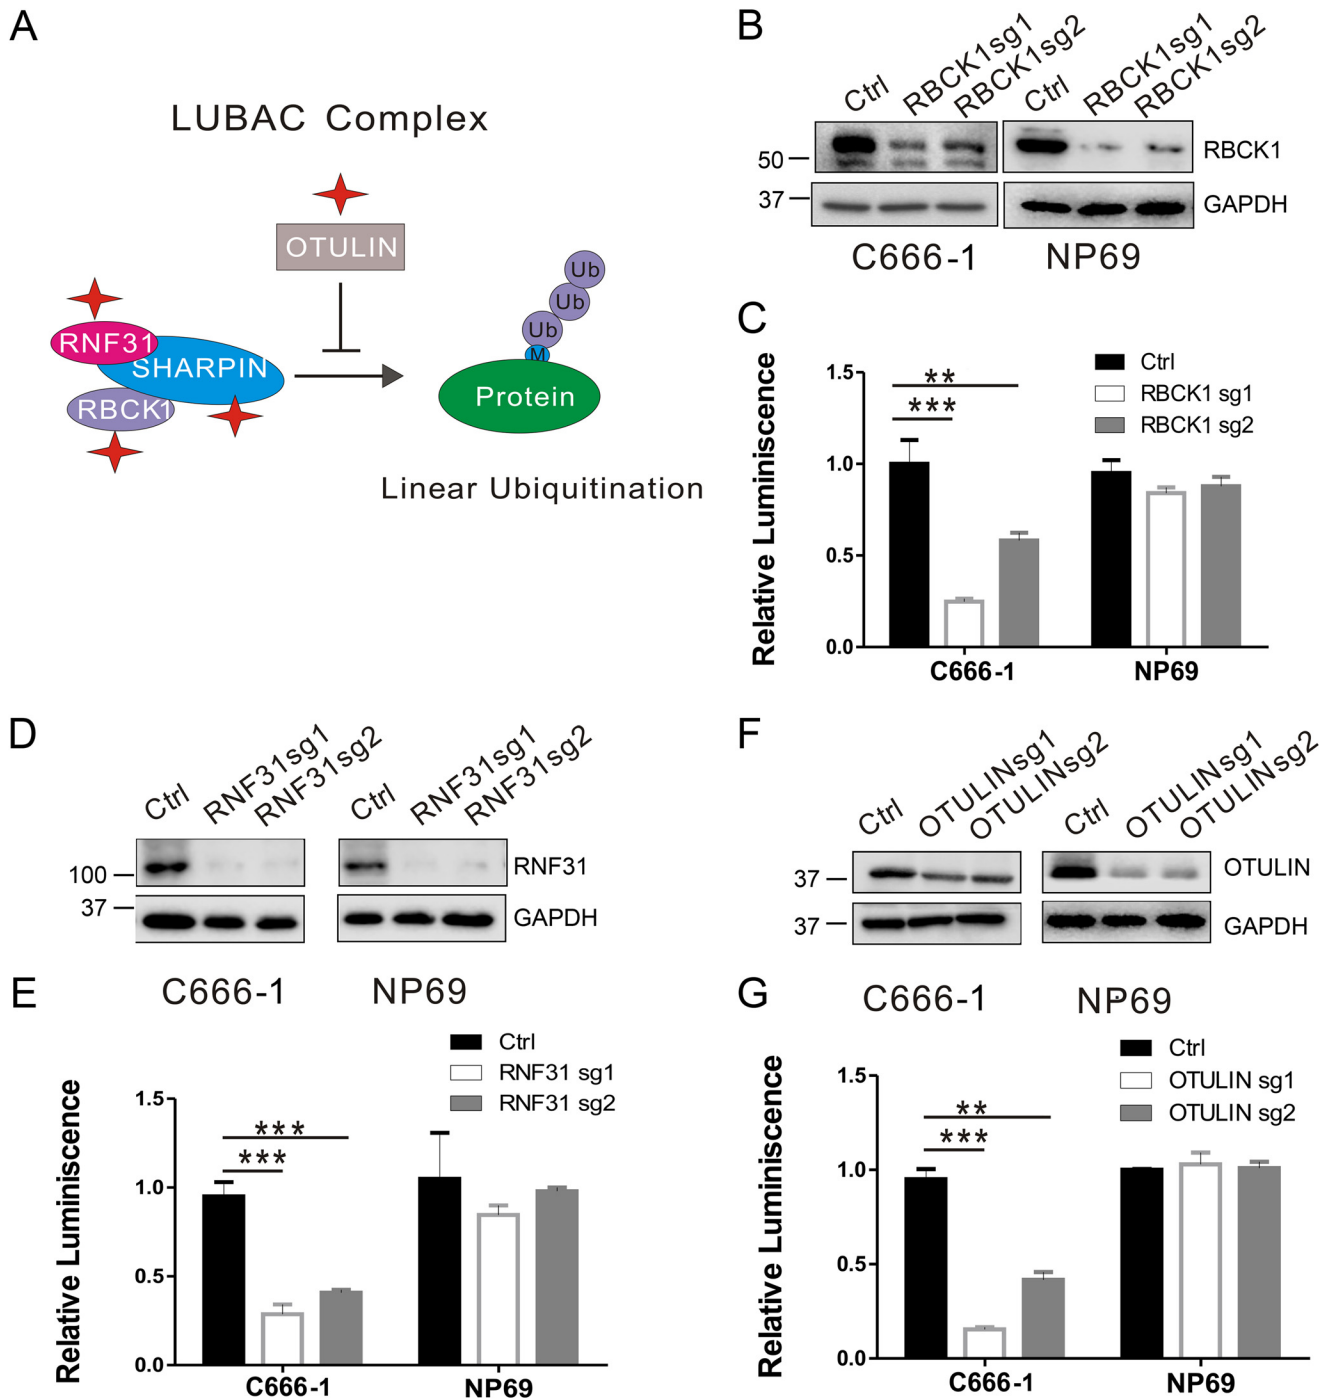 A
LUBAC Complex
OTULIN
RNF31
SHARPIN
RBCK1
Ub
Ub
Ub
M
Protein
Linear Ubiquitination
B
Ctrl RBCK1sg1 RBCK1sg2 Ctrl RBCK1sg1 RBCK1sg2
50 RBCK1
37 GAPDH
C666-1 NP69
C
Ctrl
RBCK1 sg1
RBCK1 sg2
Relative Luminiscence
1.5
1.0
0.5
0.0
**
***
C666-1 NP69
D
Ctrl RNF31sg1 RNF31sg2 Ctrl RNF31sg1 RNF31sg2
100 RNF31
37 GAPDH
C666-1 NP69
E
Ctrl
RNF31 sg1
RNF31 sg2
Relative Luminiscence
1.5
1.0
0.5
0.0
***
***
C666-1 NP69
F
Ctrl OTULINsg1 OTULINsg2 Ctrl OTULINsg1 OTULINsg2
37 OTULIN
37 GAPDH
C666-1 NP69
G
Ctrl
OTULIN sg1
OTULIN sg2
Relative Luminiscence
1.5
1.0
0.5
0.0
**
***
C666-1 NP69